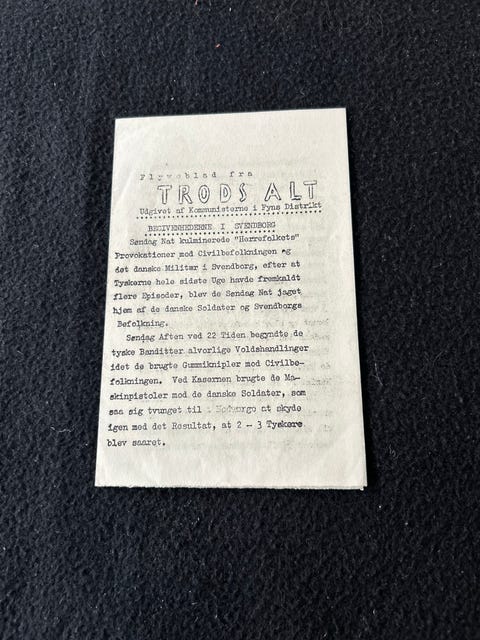 Flyveblad fra
TRODS ALT
Udgivet af Kommunisterne i Fyns Distrikt
BEGIVENHEDERNE I SVENDBORG
Søndag Nat kulminerede "Herrefolkets"
Provokationer mod Civilbefolkningen og
det danske Militær i Svendborg, efter at
Tyskerne hele sidste Uge havde fremkaldt
flere Episoder, blev de Søndag Nat jaget
hjem af de danske Soldater og Svendborgs
Befolkning.
Søndag Aften ved 22 Tiden begyndte de
tyske Banditter alvorlige Voldshandlinger
idet de brugte Gummiknipler mod Civilbe-
folkningen. Ved Kasernen brugte de Ma-
skinpistoler mod de danske Soldater, som
saa sig tvunget til i Nødværge at skyde
igen med det Resultat, at 2 - 3 Tyskere
blev saaret.